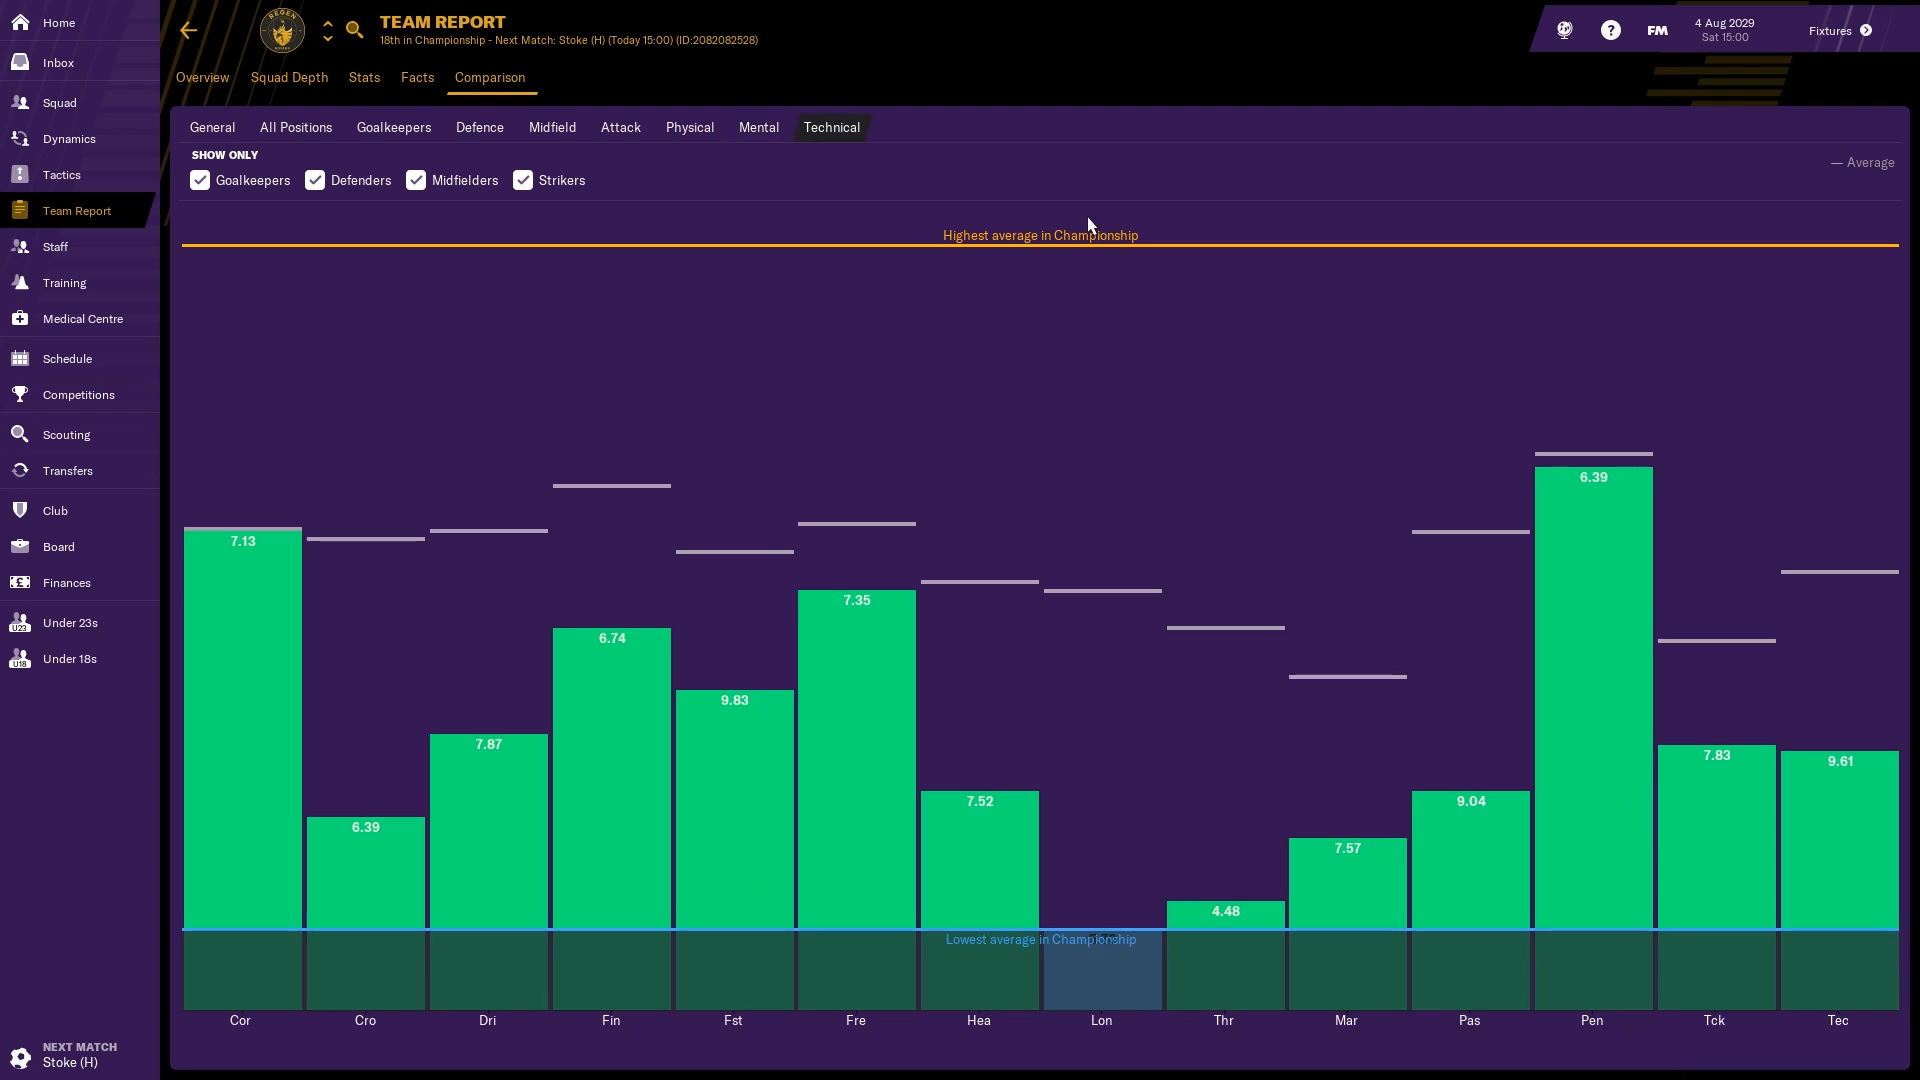 Home
Inbox
Squad
Dynamics
Tactics
Team Report
Staff
Training
Medical Centre
Schedule
Competitions
Scouting
Transfers
Club
Board
Finances
U23 Under 23s
U18 Under 18s
NEXT MATCH
Stoke (H)
REGEN
TEAM REPORT
18th in Championship - Next Match: Stoke (H) (Today 15:00) (ID:2082082528)
? FM
4 Aug 2029
Sat 15:00
Fixtures
Overview Squad Depth Stats Facts Comparison
General All Positions Goalkeepers Defence Midfield Attack Physical Mental Technical
SHOW ONLY
Goalkeepers Defenders Midfielders Strikers
— Average
Highest average in Championship
7.13 6.39 7.87 6.74 9.83 7.35 7.52 4.48 7.57 9.04 6.39 7.83 9.61
Lowest average in Championship
Cor Cro Dri Fin Fst Fre Hea Lon Thr Mar Pas Pen Tck Tec